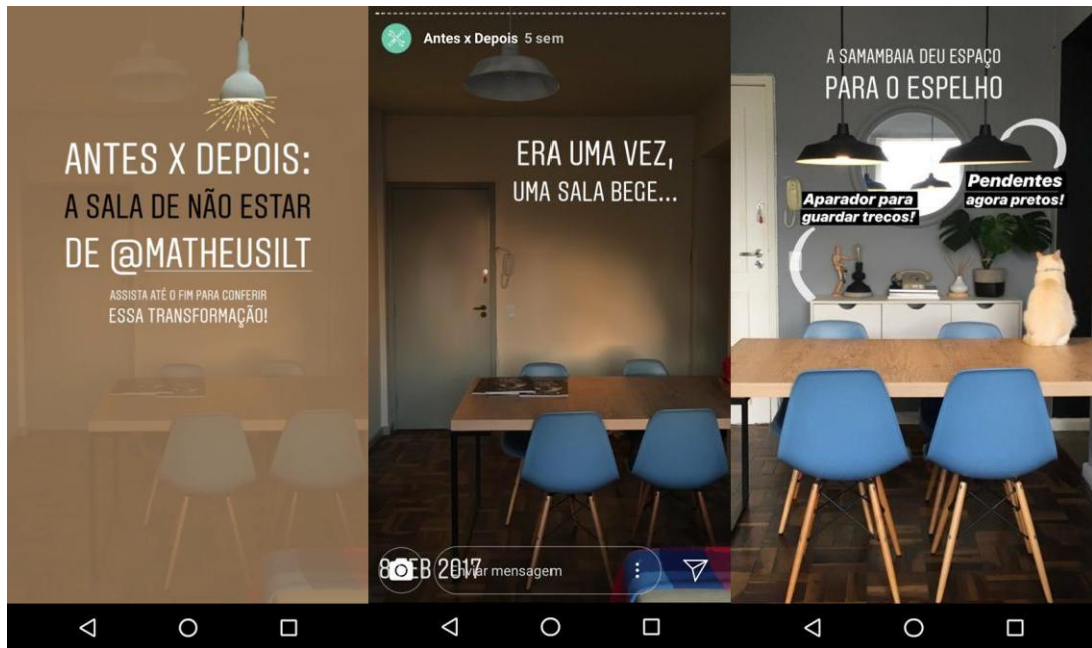 ANTES X DEPOIS:
A SALA DE NÃO ESTAR
DE @MATHEUSILT
ASSISTA ATÉ O FIM PARA CONFERIR
ESSA TRANSFORMAÇÃO!
Antes x Depois 5 sem
ERA UMA VEZ,
UMA SALA BEGE...
8 FEB 2017
Enviar mensagem
A SAMAMBAIA DEU ESPAÇO
PARA O ESPELHO
Pendentes
agora pretos!
Aparador para
guardar trecos!